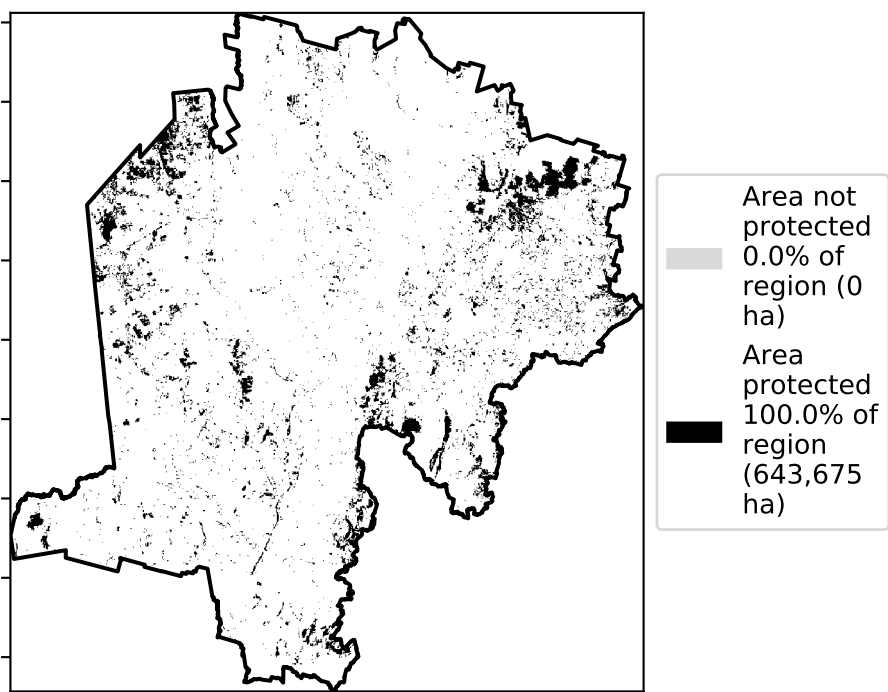 Area not
protected
0.0% of
region (0
ha)
Area
protected
100.0% of
region
(643,675
ha)